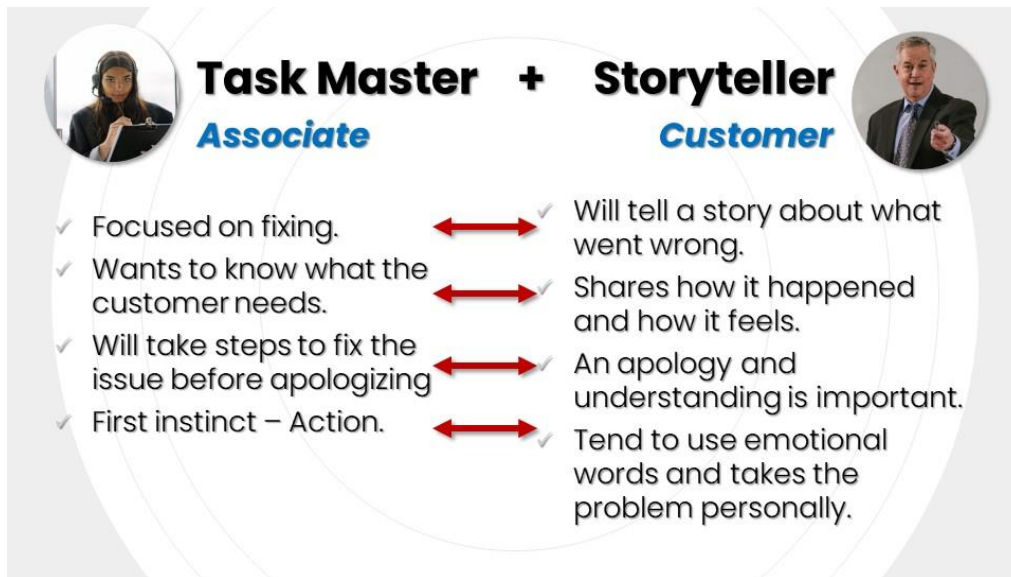 Task Master + Storyteller
Associate
Customer
Focused on fixing.
Wants to know what the
customer needs.
Will take steps to fix the
issue before apologizing
First instinct – Action.
Will tell a story about what
went wrong.
Shares how it happened
and how it feels.
An apology and
understanding is important.
Tend to use emotional
words and takes the
problem personally.